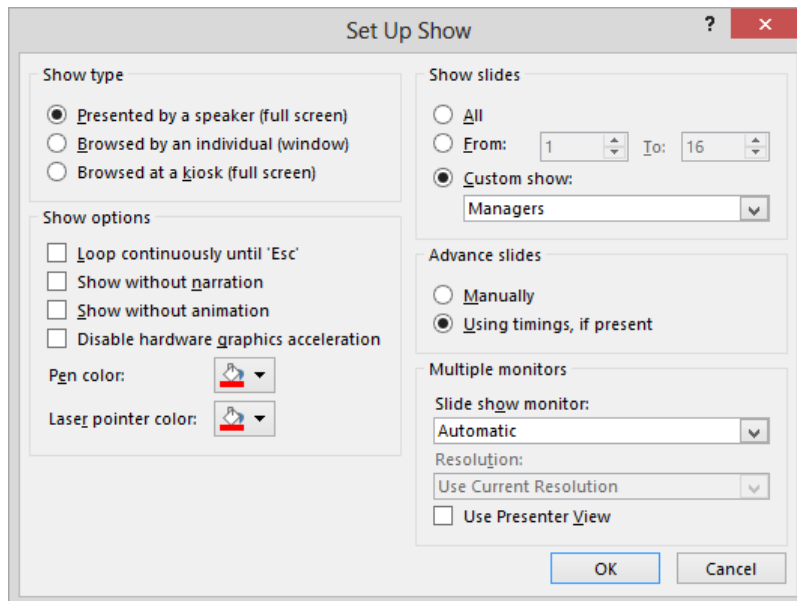 Set Up Show
?
Show type
Presented by a speaker (full screen)
Browsed by an individual (window)
Browsed at a kiosk (full screen)
Show options
Loop continuously until 'Esc'
Show without narration
Show without animation
Disable hardware graphics acceleration
Pen color:
Laser pointer color:
Show slides
All
From: 1 To: 16
Custom show:
Managers
Advance slides
Manually
Using timings, if present
Multiple monitors
Slide show monitor:
Automatic
Resolution:
Use Current Resolution
Use Presenter View
OK Cancel